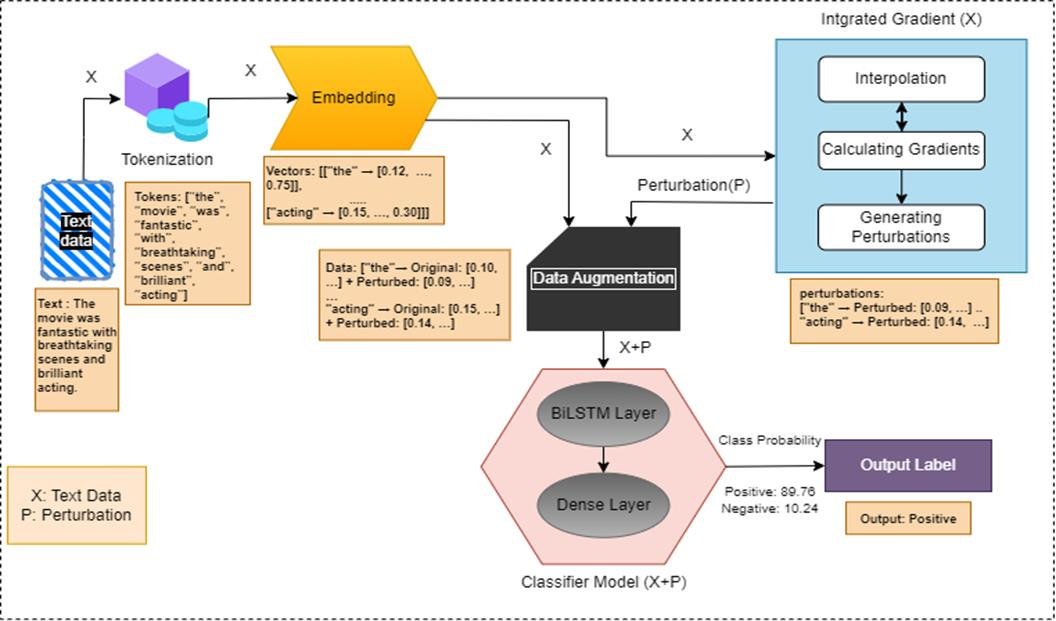 Intgrated Gradient (X)
X
X
Embedding
Interpolation
Tokenization
X
X
Calculating Gradients
Vectors: [["the" → [0.12, ...,
0.75]],
.....
["acting" → [0.15, ..., 0.30]]]
Perturbation(P)
Generating
Perturbations
Text
data
Tokens: ["the",
"movie", "was",
"fantastic",
"with",
"breathtaking",
"scenes", "and",
"brilliant",
"acting"]
Data: ["the"→ Original: [0.10,
...] + Perturbed: [0.09, ...]
...
"acting" → Original: [0.15, ...]
+ Perturbed: [0.14, ...]
Data Augmentation
perturbations:
["the" → Perturbed: [0.09, ...] ..
"acting" → Perturbed: [0.14, ...]
Text : The
movie was
fantastic with
breathtaking
scenes and
brilliant
acting.
X+P
BiLSTM Layer
Dense Layer
Class Probability
Positive: 89.76
Negative: 10.24
Output Label
Output: Positive
X: Text Data
P: Perturbation
Classifier Model (X+P)